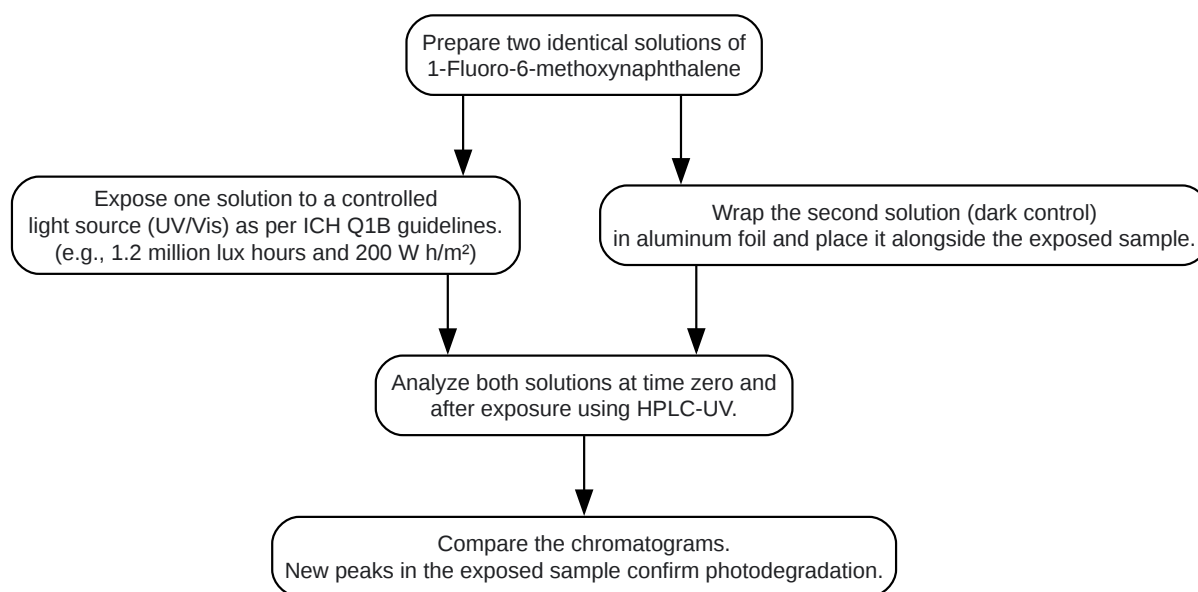 Prepare two identical solutions of
1-Fluoro-6-methoxynaphthalene
Expose one solution to a controlled
light source (UV/Vis) as per ICH Q1B guidelines.
(e.g., 1.2 million lux hours and 200 W h/m²)
Wrap the second solution (dark control)
in aluminum foil and place it alongside the exposed sample.
Analyze both solutions at time zero and
after exposure using HPLC-UV.
Compare the chromatograms.
New peaks in the exposed sample confirm photodegradation.